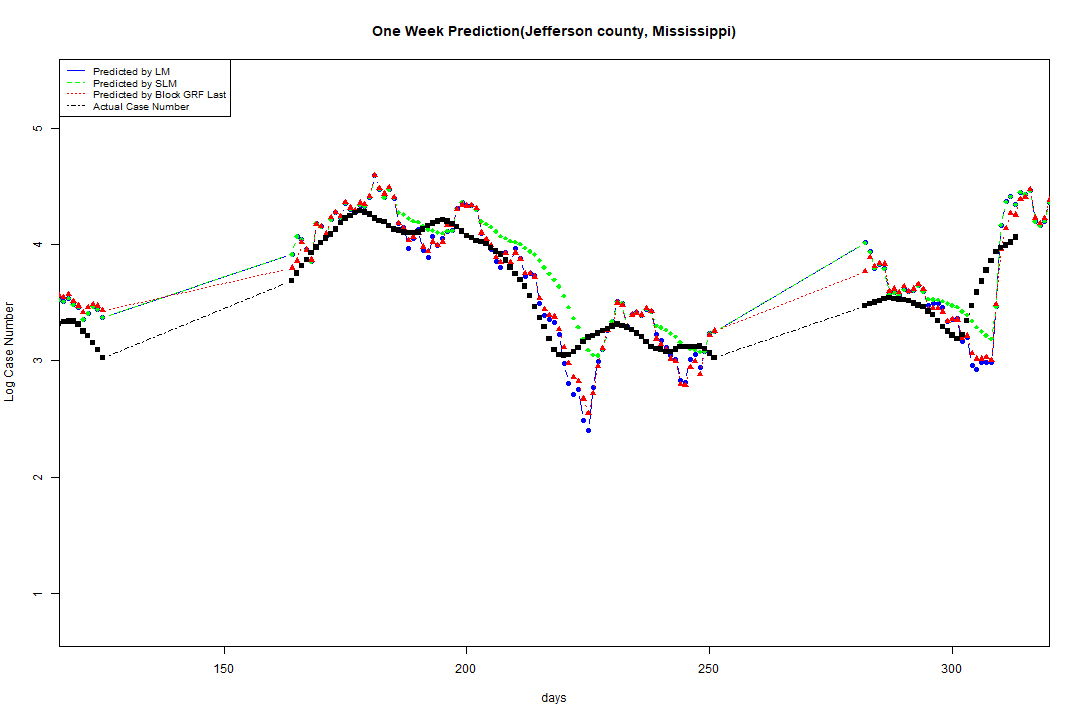 One Week Prediction(Jefferson county, Mississippi)
Predicted by LM
Predicted by SLM
Predicted by Block GRF Last
Actual Case Number
5
4
3
2
1
Log Case Number
150 200 250 300
days